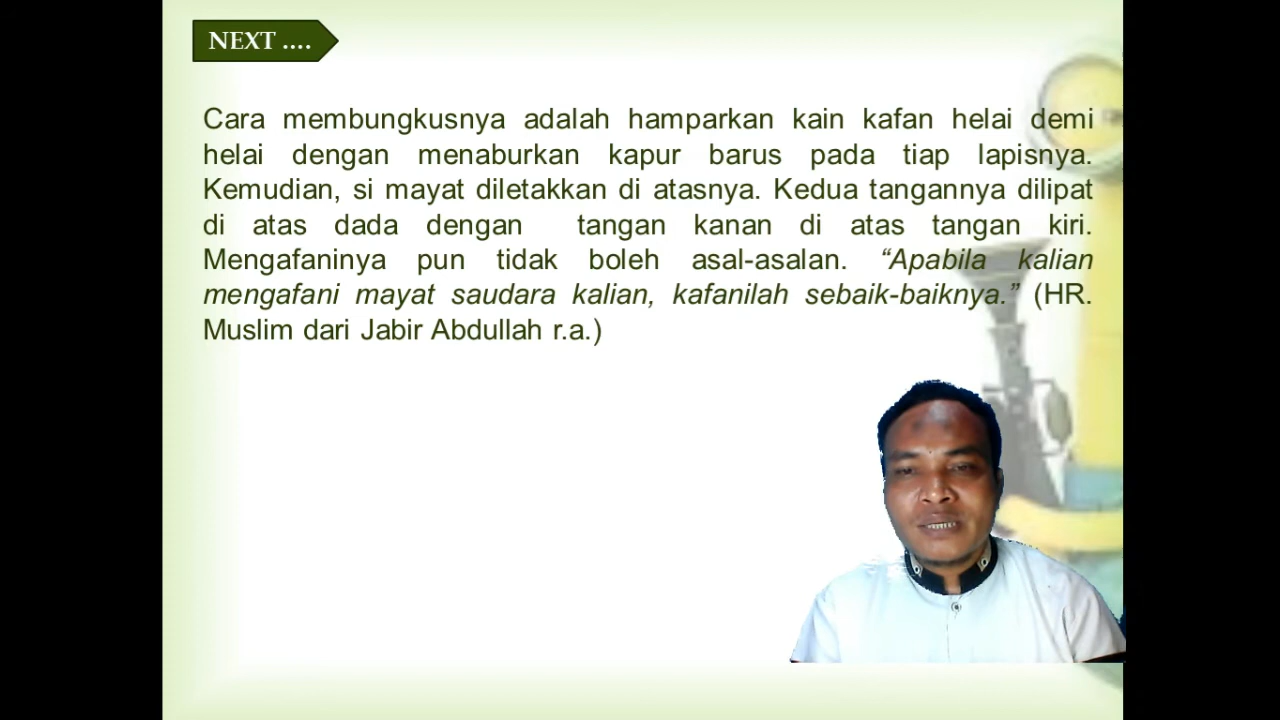 NEXT ....
Cara membungkusnya adalah hamparkan kain kafan helai demi
helai dengan menaburkan kapur barus pada tiap lapisnya.
Kemudian, si mayat diletakkan di atasnya. Kedua tangannya dilipat
di atas dada dengan tangan kanan di atas tangan kiri.
Mengafaninya pun tidak boleh asal-asalan. “Apabila kalian
mengafani mayat saudara kalian, kafanilah sebaik-baiknya.” (HR.
Muslim dari Jabir Abdullah r.a.)